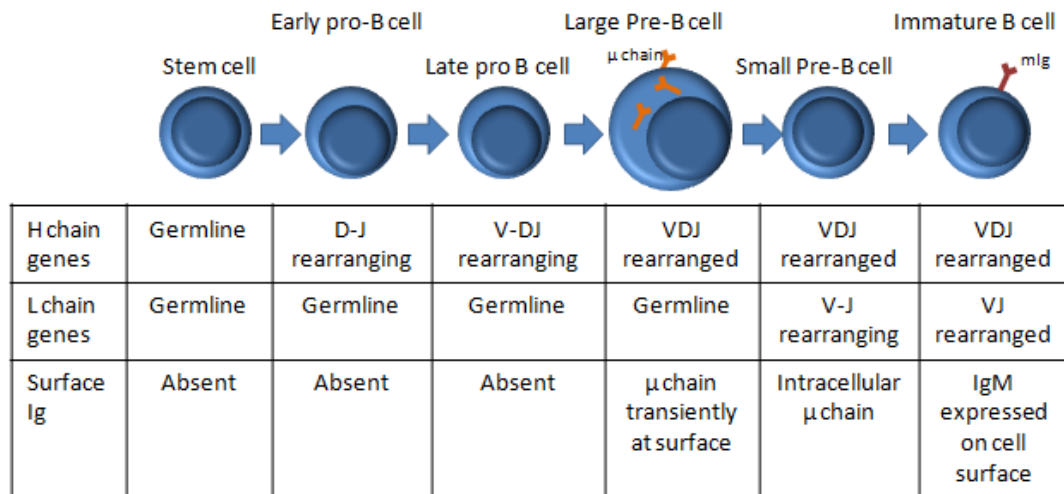 Early pro-B cell
Large Pre-B cell
Immature B cell
μ chain
mIg
Stem cell
Late pro B cell
Small Pre-B cell
H chain
genes
Germline
D-J
rearranging
V-DJ
rearranging
VDJ
rearranged
VDJ
rearranged
VDJ
rearranged
L chain
genes
Germline
Germline
Germline
Germline
V-J
rearranging
VJ
rearranged
Surface
Ig
Absent
Absent
Absent
μ chain
transiently
at surface
Intracellular
μ chain
IgM
expressed
on cell
surface